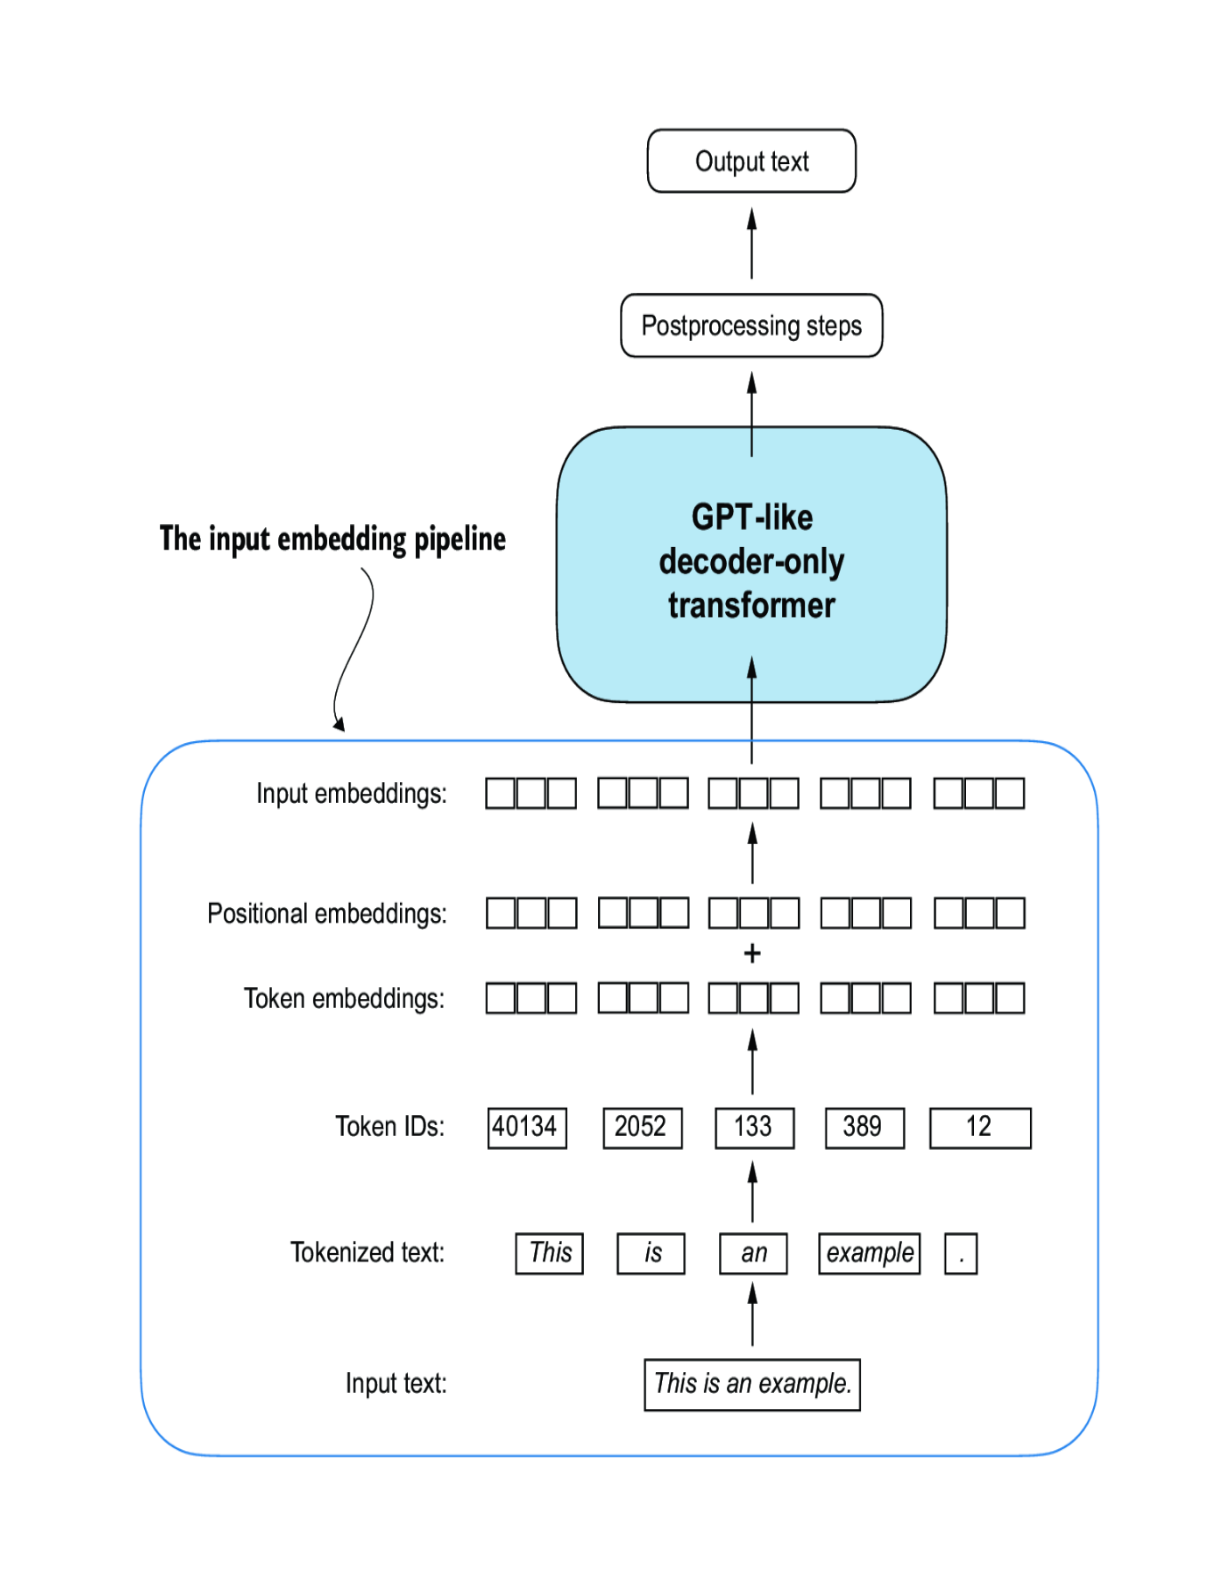 Output text
Postprocessing steps
GPT-like
decoder-only
transformer
The input embedding pipeline
Input embeddings:
Positional embeddings:
+
Token embeddings:
Token IDs: 40134 2052 133 389 12
Tokenized text: This is an example .
Input text: This is an example.